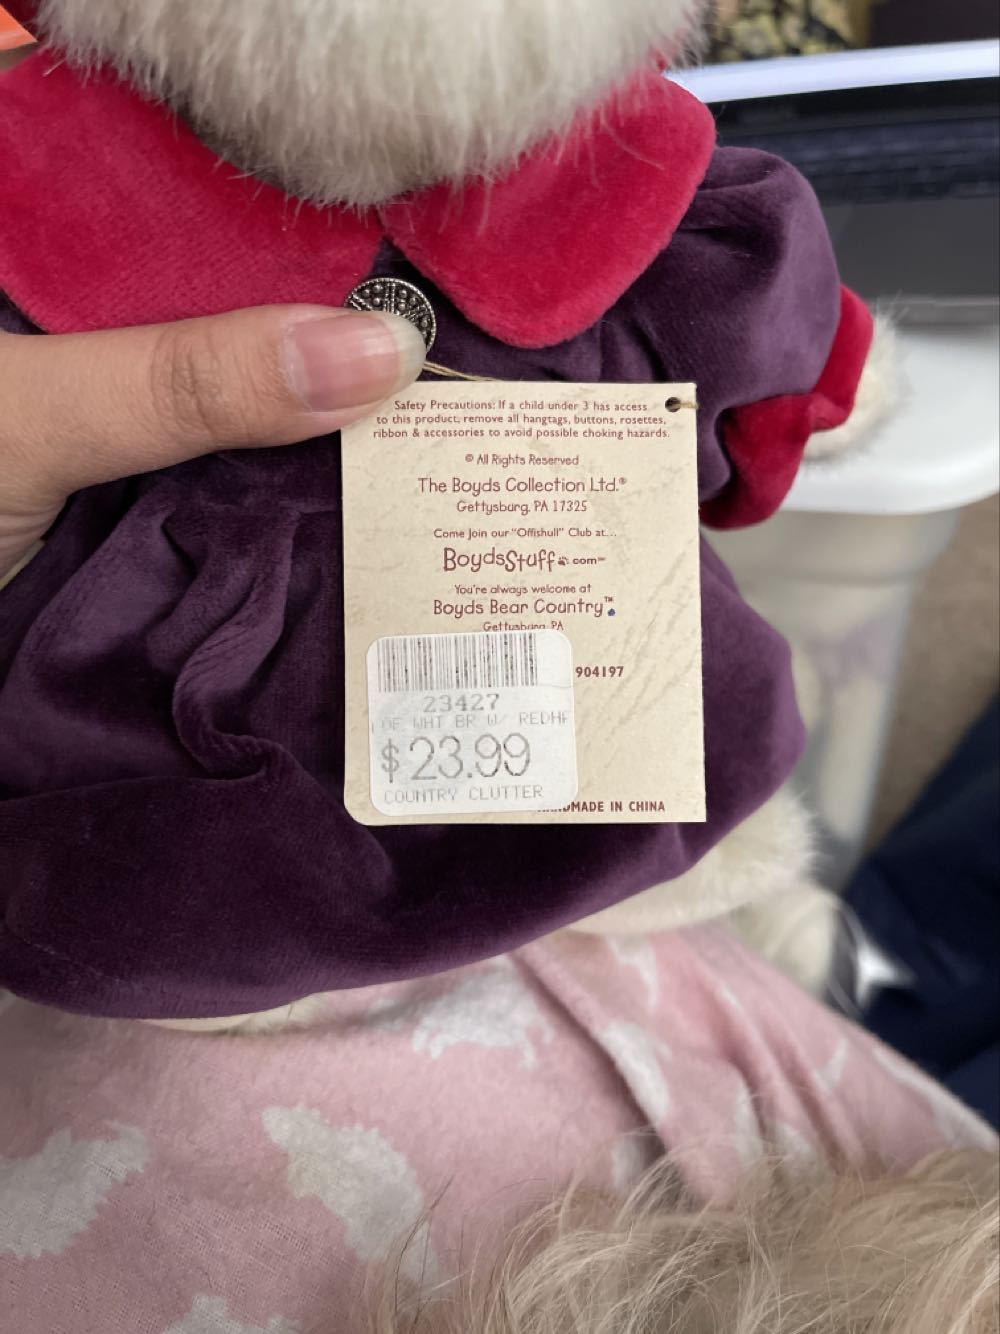 Safety Precautions: If a child under 3 has access
to this product, remove all hangtags, buttons, rosettes,
ribbon & accessories to avoid possible choking hazards.
© All Rights Reserved
The Boyds Collection Ltd.®
Gettysburg, PA 17325
Come Join our "Offishull" Club at...
BoydsStuff.com℠
You're always welcome at
Boyds Bear Country™
Gettysburg, PA
904197
23427
WHT BR W/ REDHF
$23.99
COUNTRY CLUTTER
MADE IN CHINA